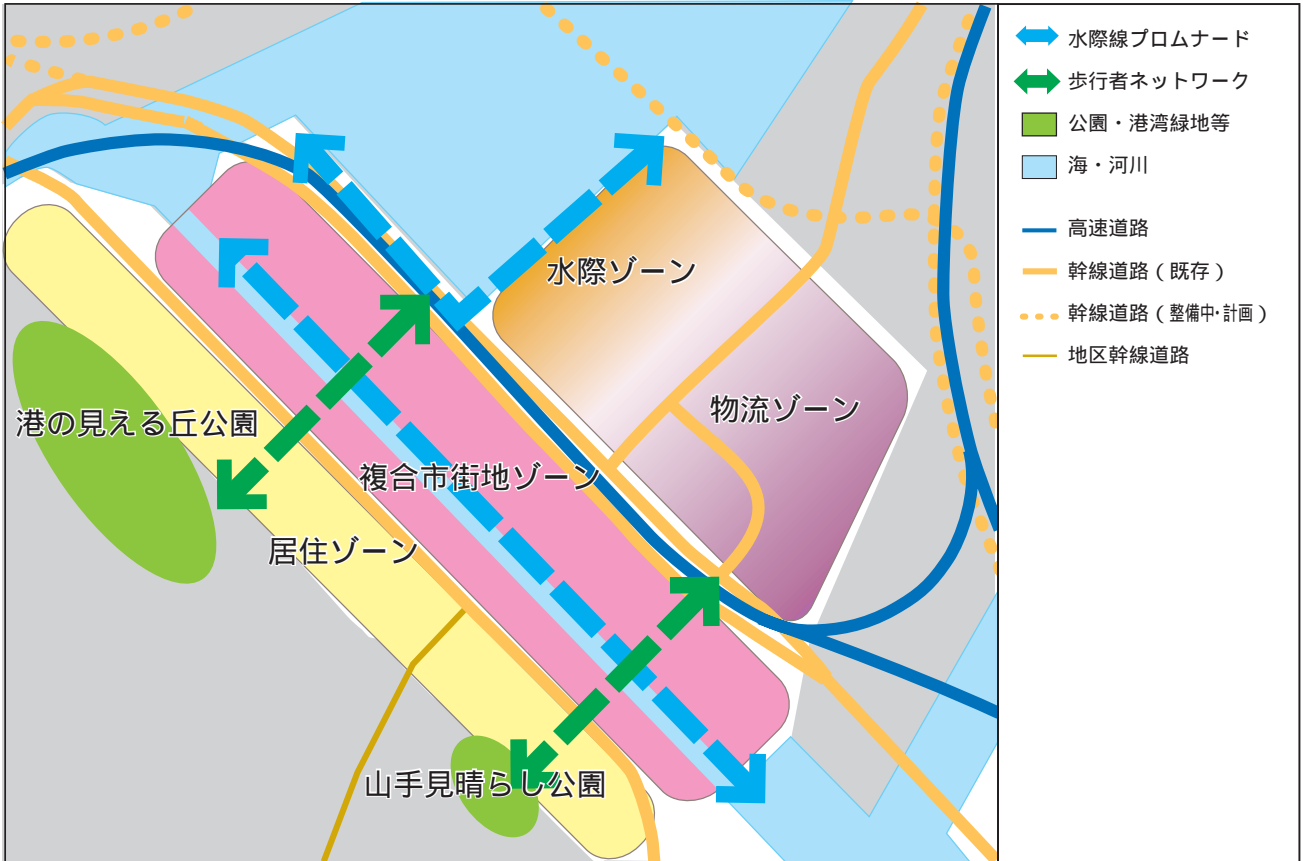 水際線プロムナード
歩行者ネットワーク
公園・港湾緑地等
海・河川
高速道路
幹線道路（既存）
幹線道路（整備中・計画）
地区幹線道路
水際ゾーン
物流ゾーン
港の見える丘公園
複合市街地ゾーン
居住ゾーン
山手見晴らし公園